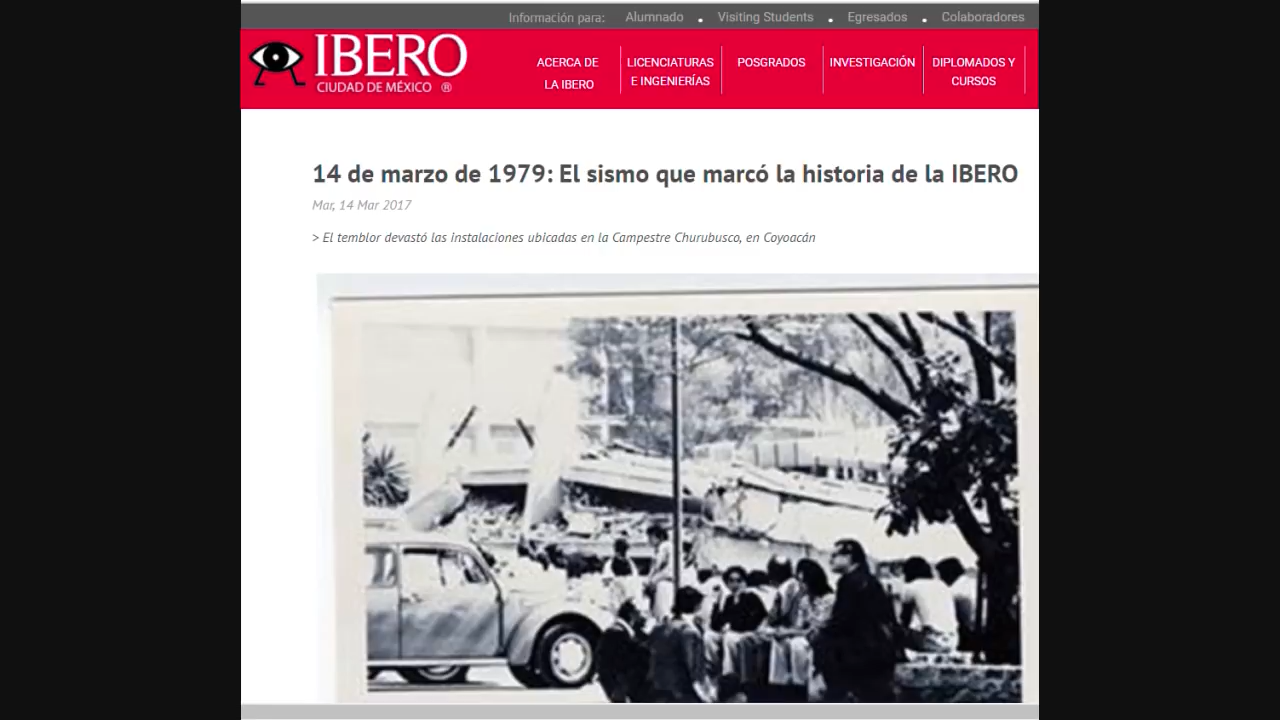 Información para: Alumnado . Visiting Students . Egresados . Colaboradores
IBERO
CIUDAD DE MÉXICO ®
ACERCA DE
LA IBERO
LICENCIATURAS
E INGENIERÍAS
POSGRADOS
INVESTIGACIÓN
DIPLOMADOS Y
CURSOS
14 de marzo de 1979: El sismo que marcó la historia de la IBERO
Mar, 14 Mar 2017
> El temblor devastó las instalaciones ubicadas en la Campestre Churubusco, en Coyoacán